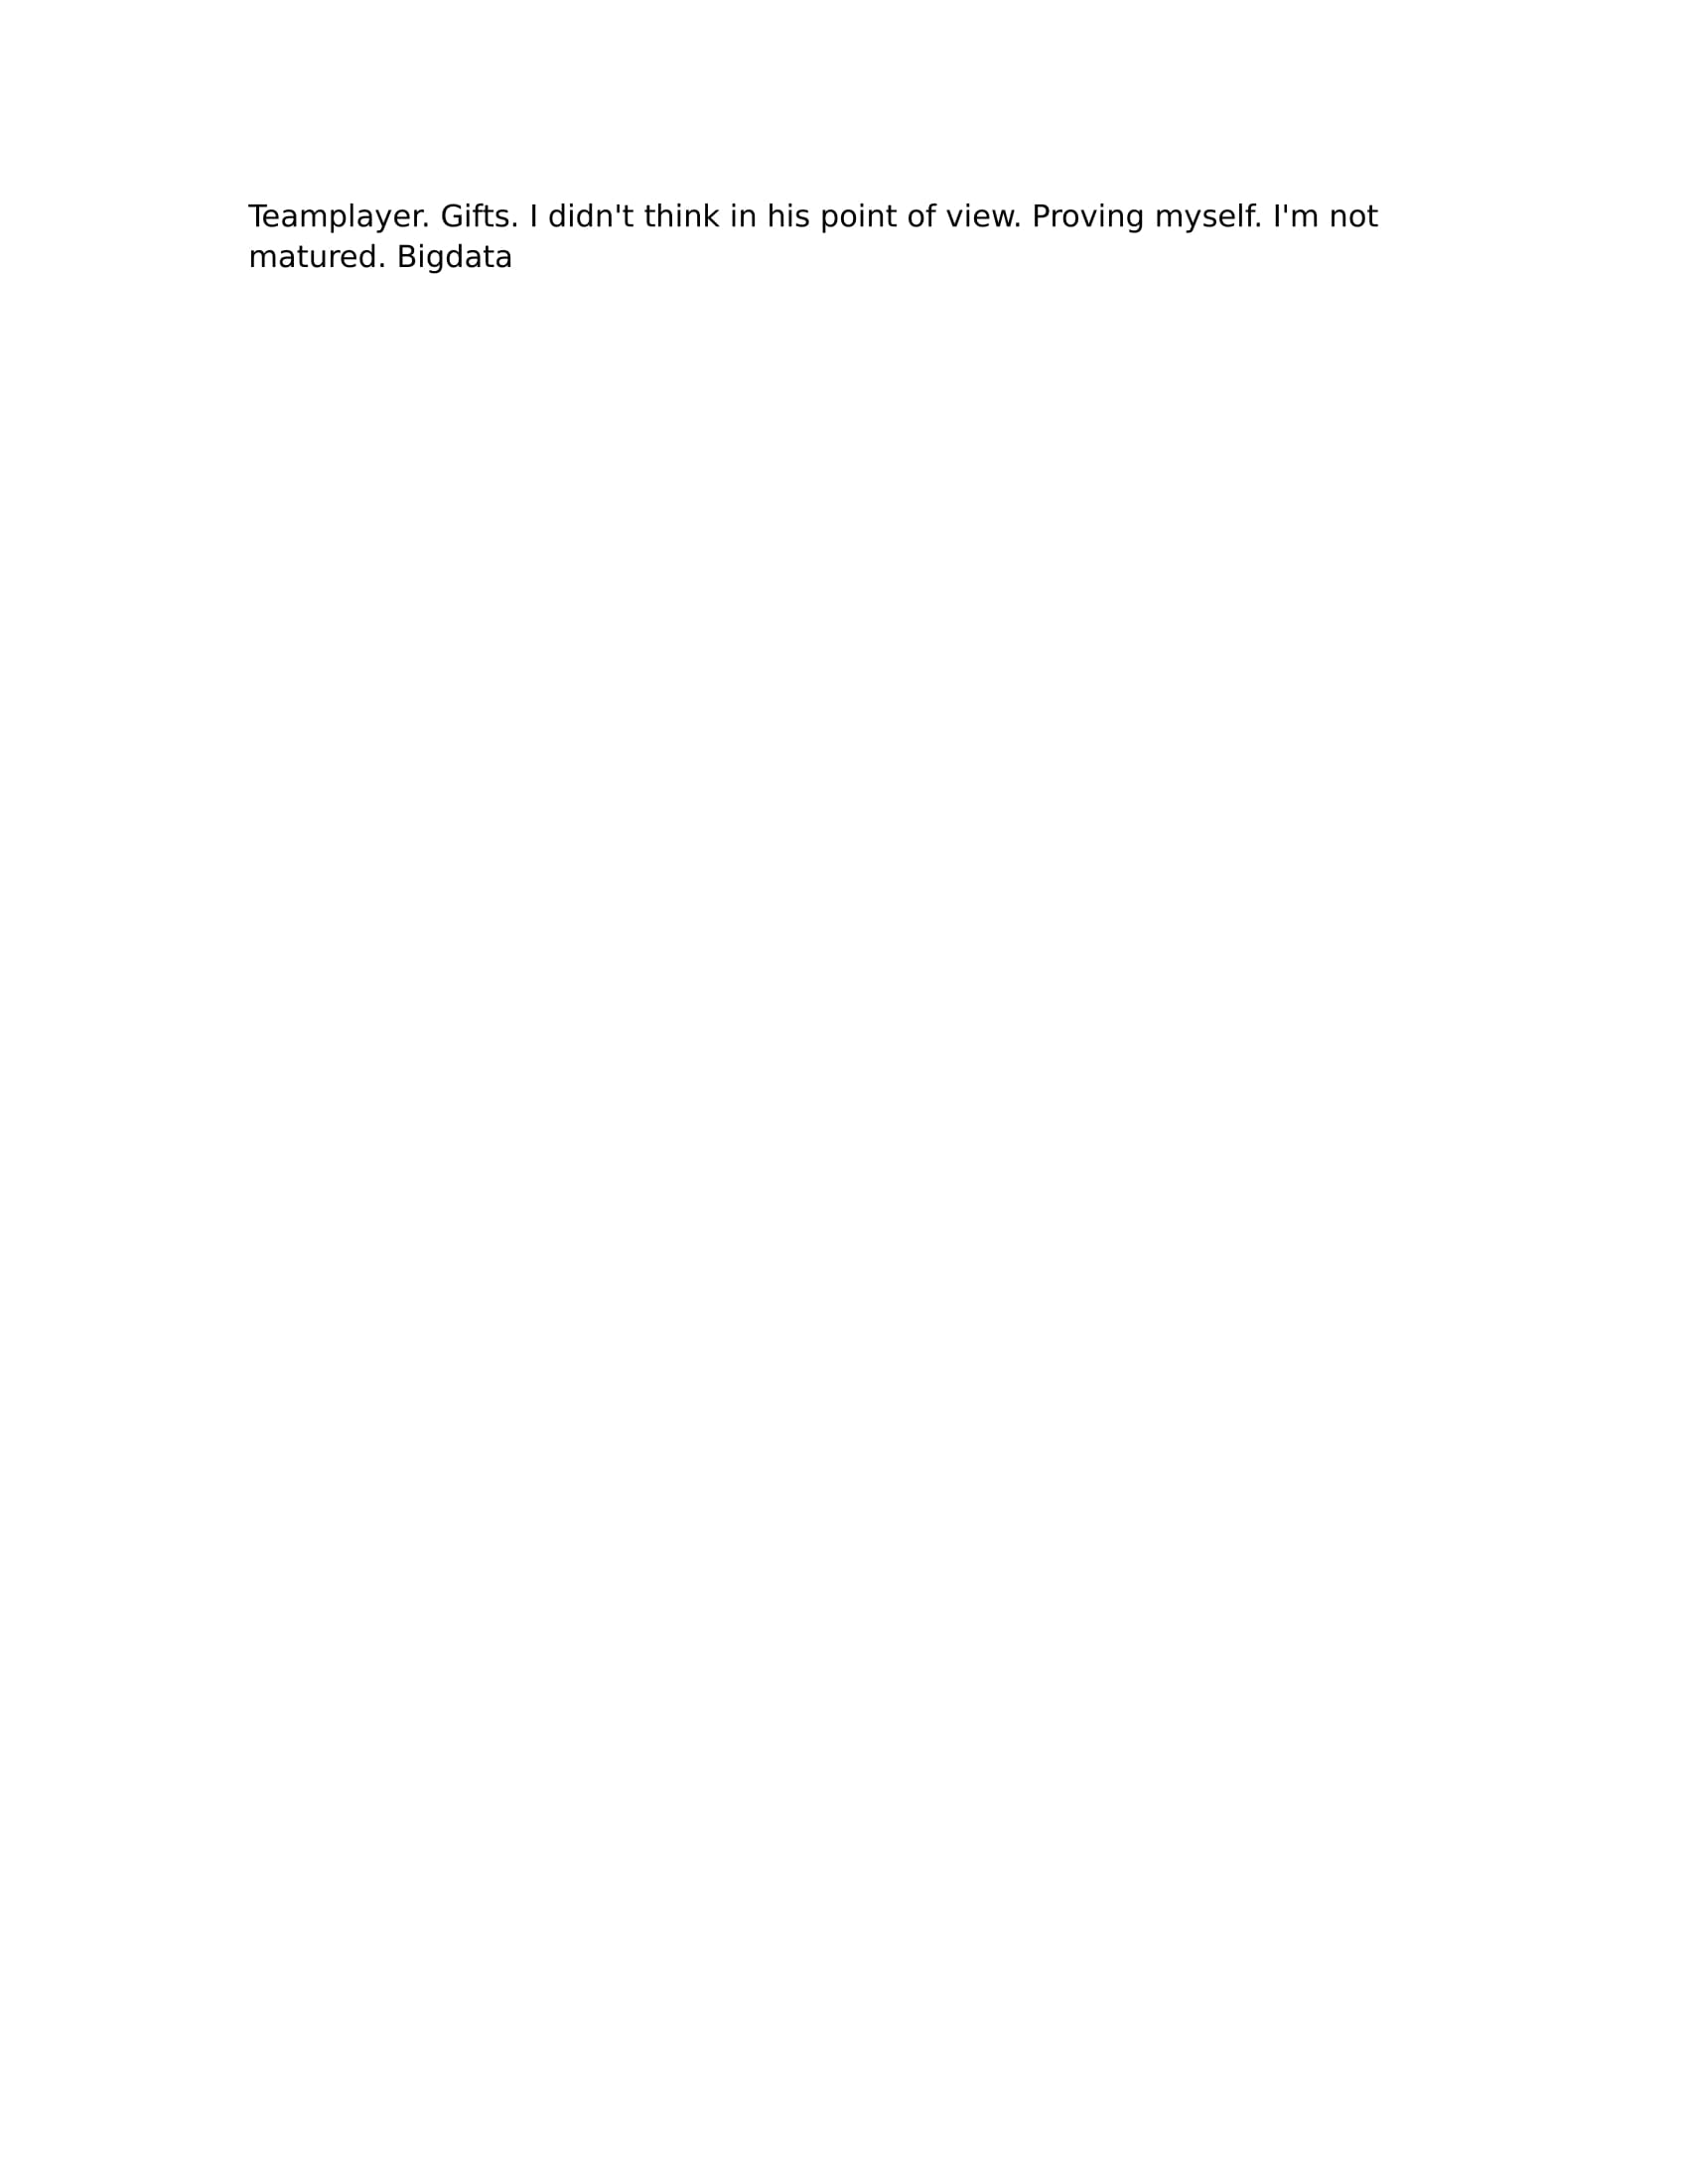 Teamplayer. Gifts. I didn't think in his point of view. Proving myself. I'm not
matured. Bigdata